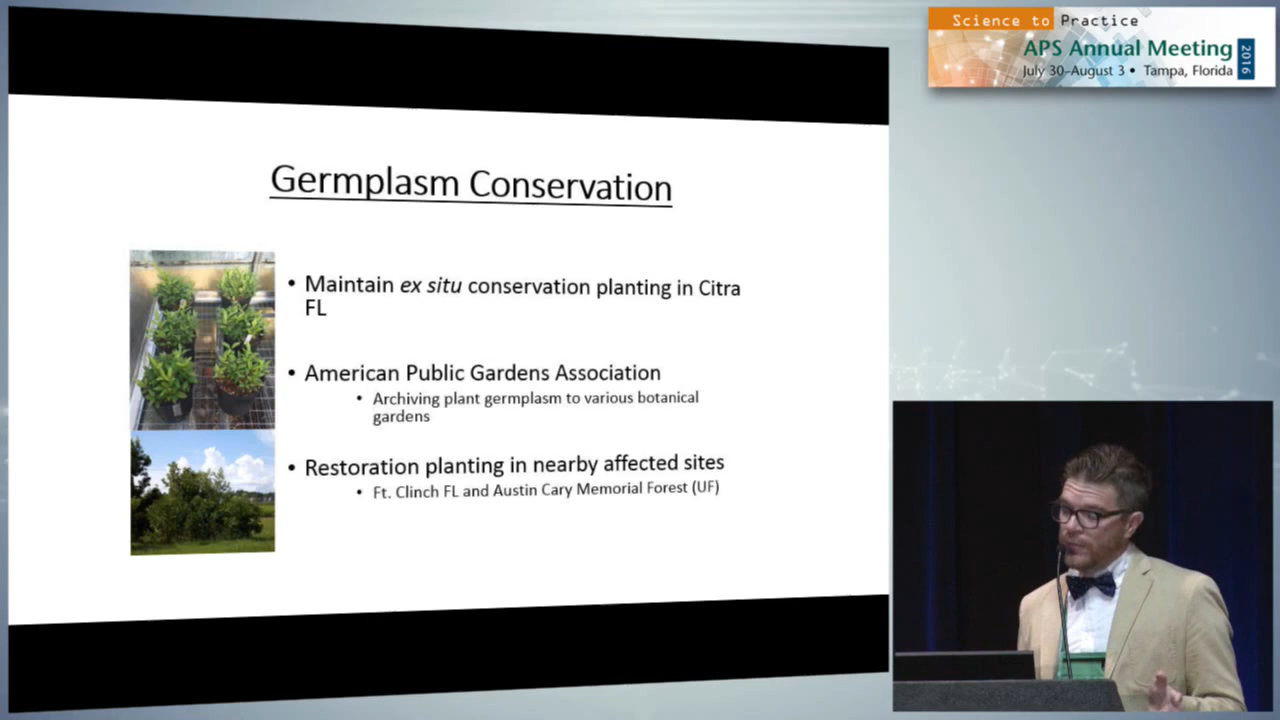 Science to Practice
APS Annual Meeting
2016
July 30–August 3 • Tampa, Florida
Germplasm Conservation
• Maintain ex situ conservation planting in Citra
FL
• American Public Gardens Association
• Archiving plant germplasm to various botanical
gardens
• Restoration planting in nearby affected sites
• Ft. Clinch FL and Austin Cary Memorial Forest (UF)